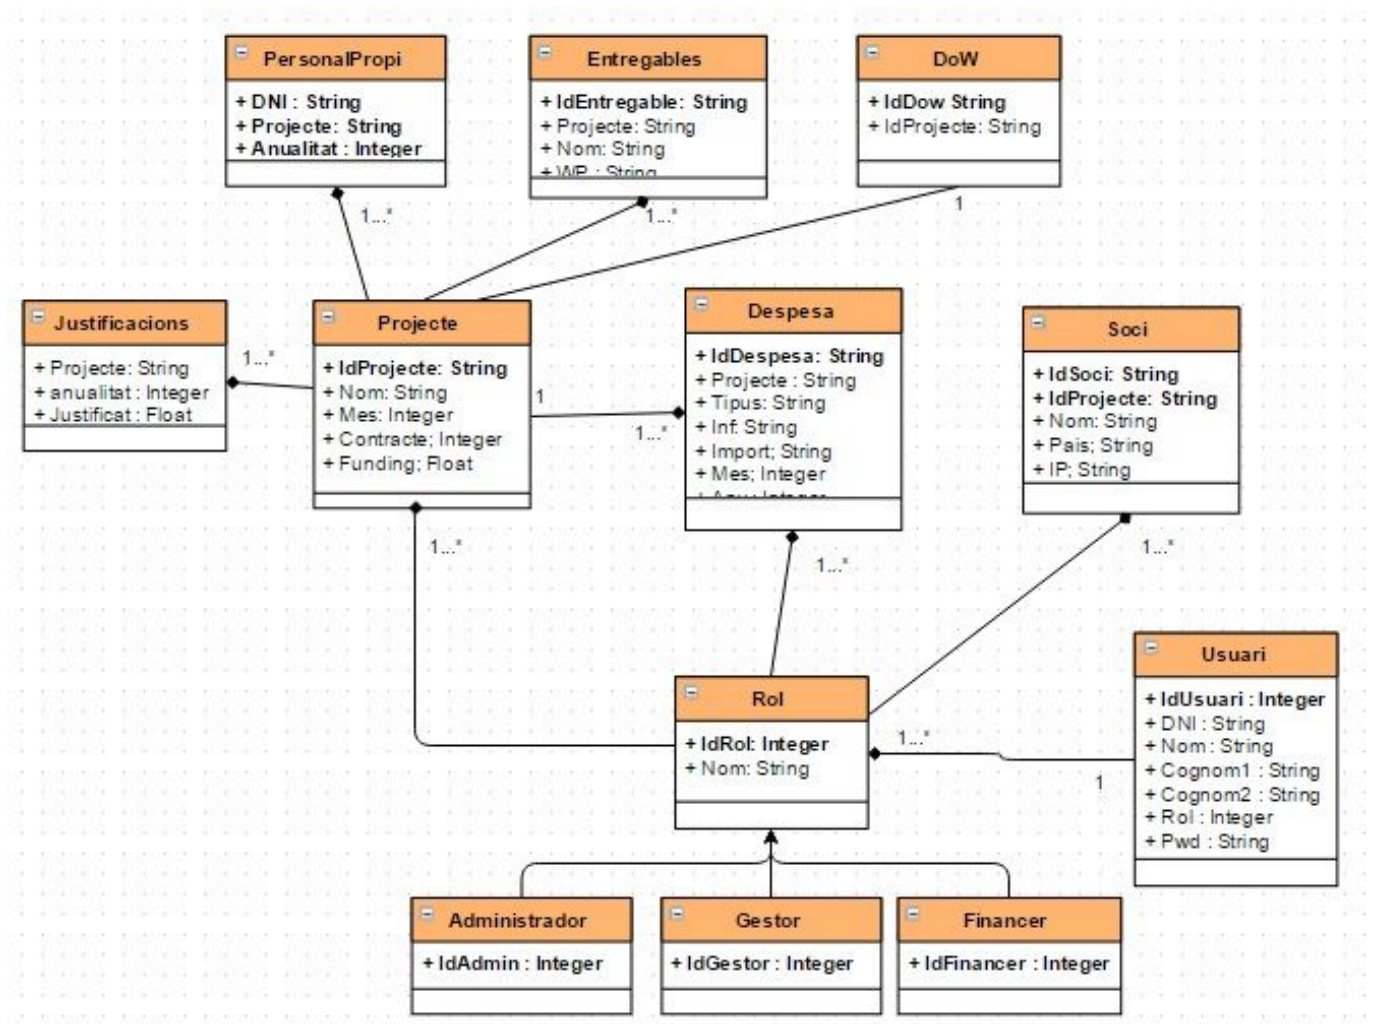 PersonalPropi
+ DNI : String
+ Projecte: String
+ Anualitat : Integer
Entregables
+ IdEntregable: String
+ Projecte: String
+ Nom: String
+ WP : String
DoW
+ IdDow String
+ IdProjecte: String
1...*
1...*
1
Justificacions
+ Projecte: String
+ anualitat : Integer
+ Justificat : Float
1...*
Projecte
+ IdProjecte: String
+ Nom: String
+ Mes: Integer
+ Contracte; Integer
+ Funding; Float
1
1...*
1...*
Despesa
+ IdDespesa: String
+ Projecte : String
+ Tipus: String
+ Inf: String
+ Import; String
+ Mes; Integer
1...*
Soci
+ IdSoci: String
+ IdProjecte: String
+ Nom: String
+ Pais; String
+ IP; String
1...*
Rol
+ IdRol: Integer
+ Nom: String
1...*
1
Usuari
+ IdUsuari : Integer
+ DNI : String
+ Nom : String
+ Cognom1 : String
+ Cognom2 : String
+ Rol : Integer
+ Pwd : String
Administrador
+ IdAdmin : Integer
Gestor
+ IdGestor : Integer
Financer
+ IdFinancer : Integer